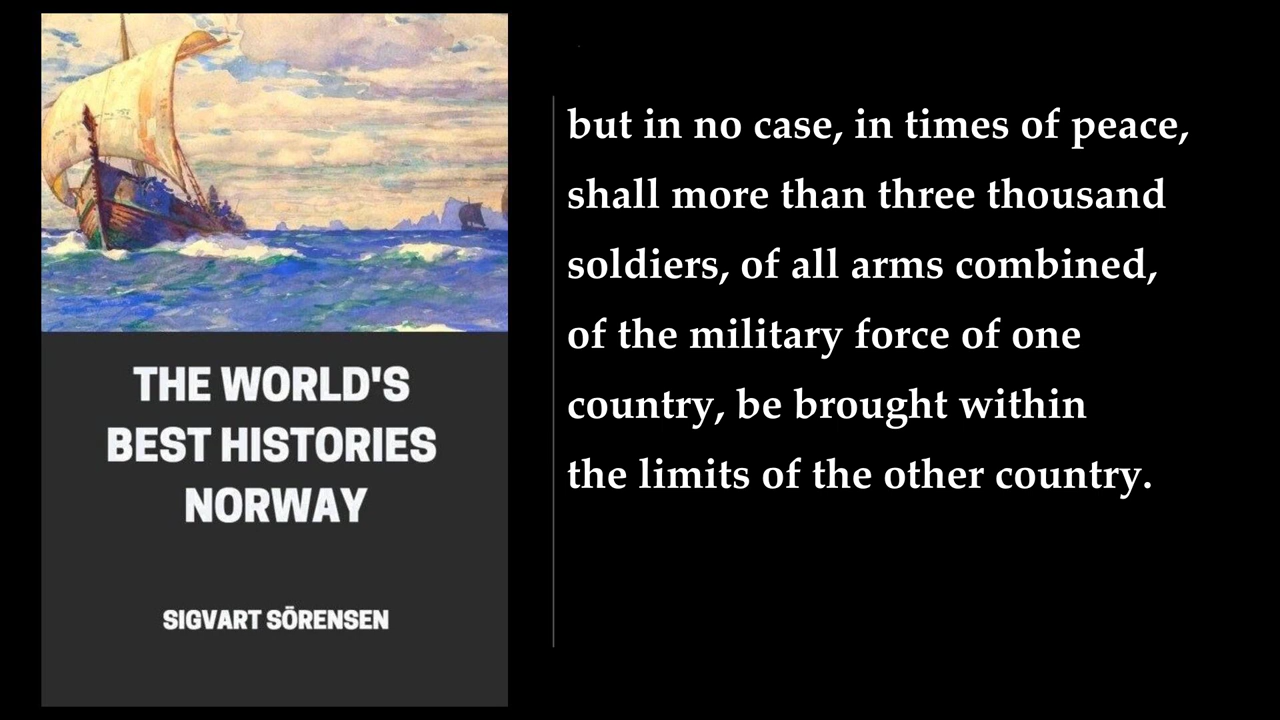 THE WORLD'S
BEST HISTORIES
NORWAY
SIGVART SÖRENSEN
but in no case, in times of peace,
shall more than three thousand
soldiers, of all arms combined,
of the military force of one
country, be brought within
the limits of the other country.